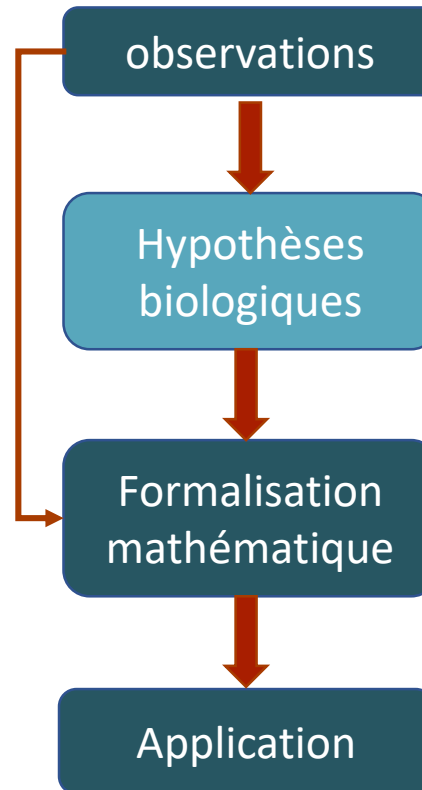 observations
Hypothèses
biologiques
Formalisation
mathématique
Application